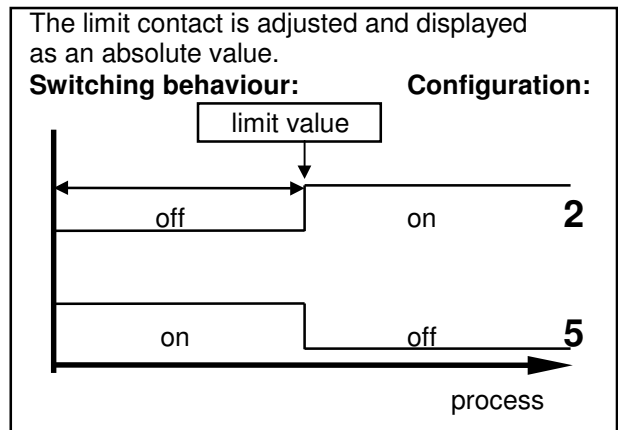 The limit contact is adjusted and displayed
as an absolute value.
Switching behaviour: Configuration:
limit value
off on 2
on off 5
process